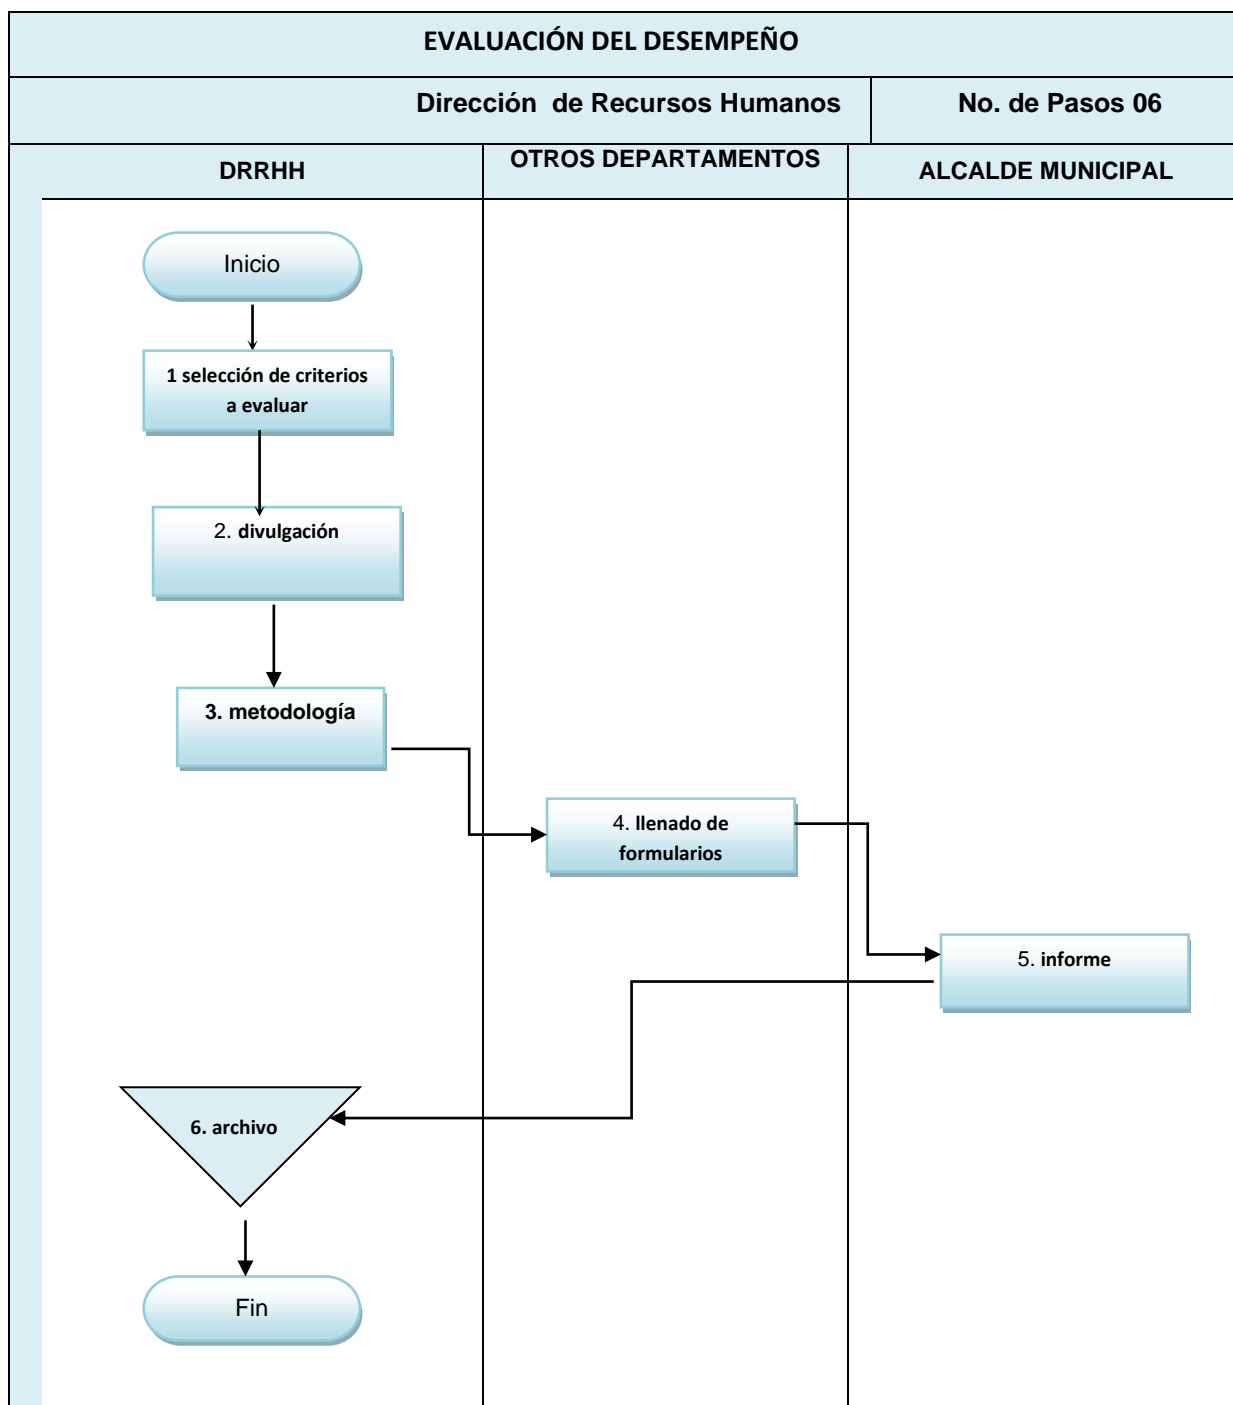 EVALUACIÓN DEL DESEMPEÑO
Dirección de Recursos Humanos
No. de Pasos 06
DRRHH
OTROS DEPARTAMENTOS
ALCALDE MUNICIPAL
Inicio
1 selección de criterios
a evaluar
2. divulgación
3. metodología
4. llenado de
formularios
5. informe
6. archivo
Fin